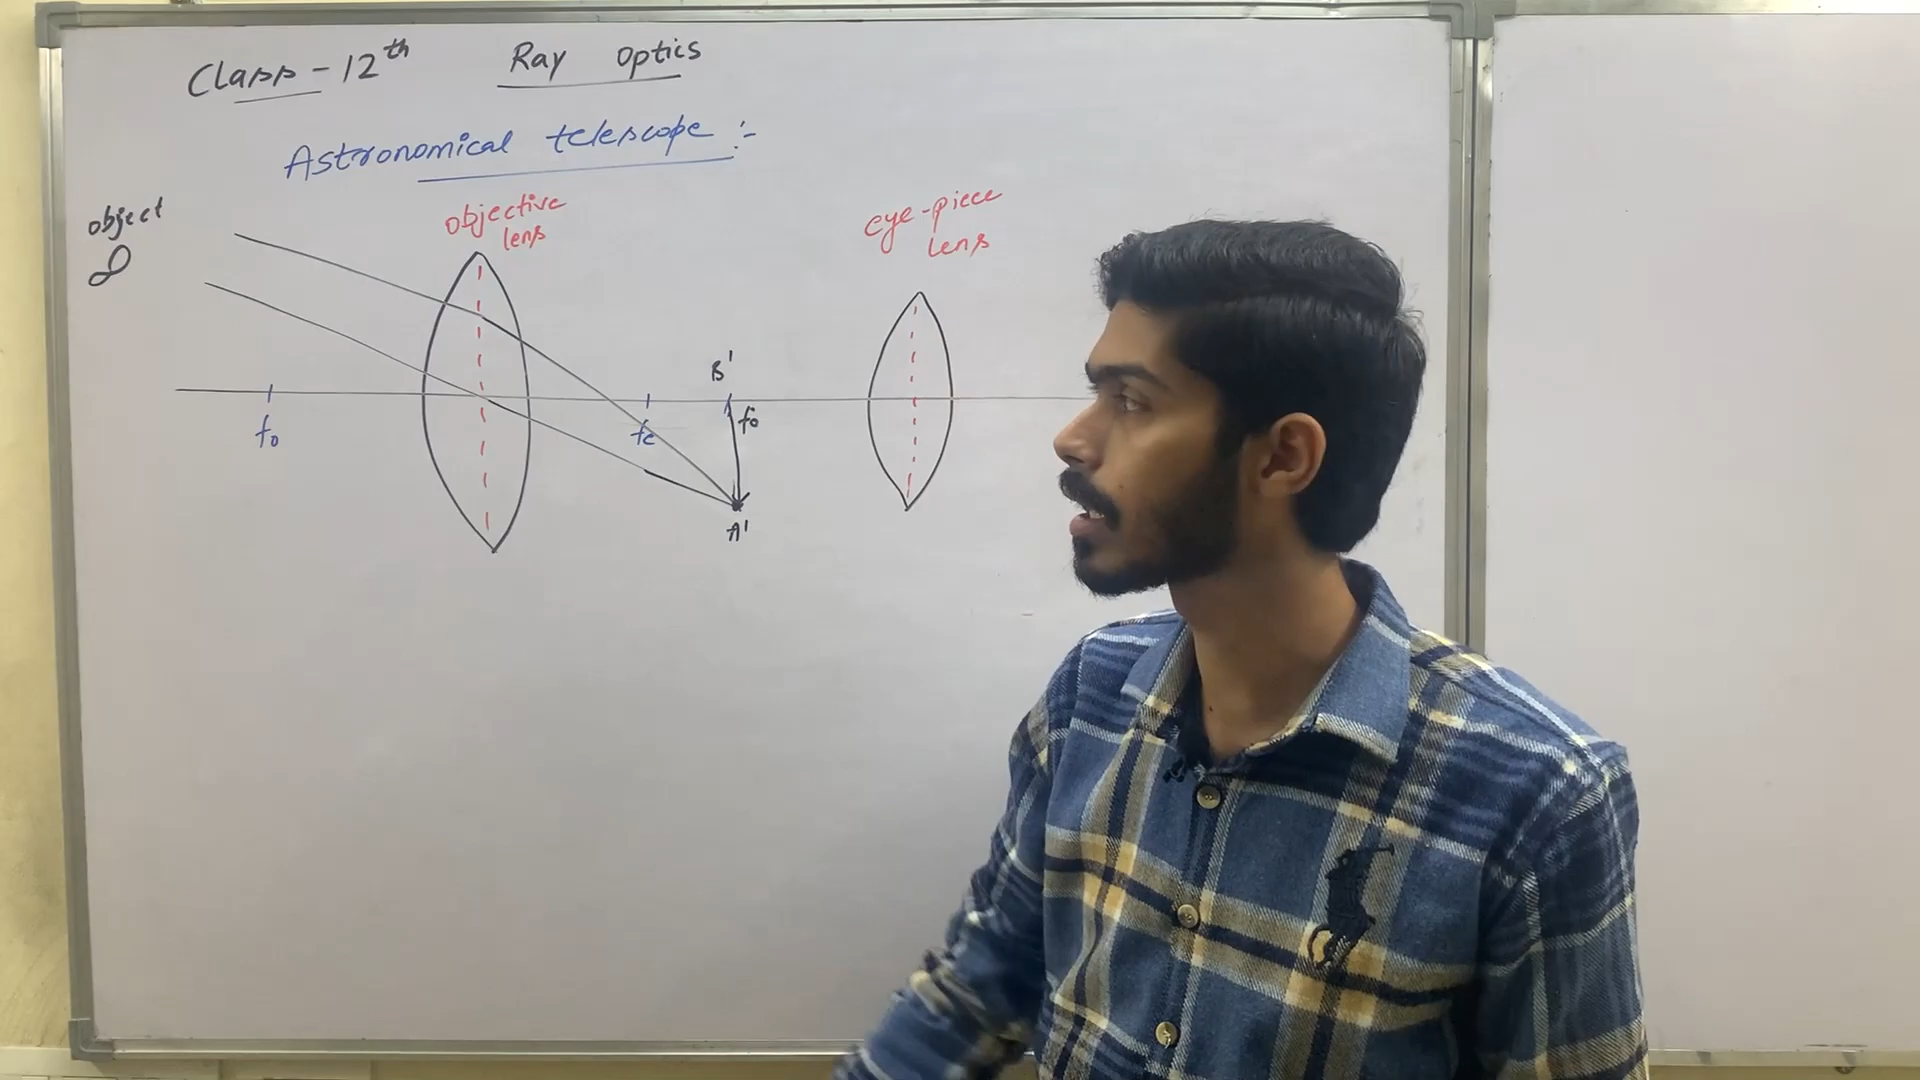 Class-12th Ray Optics
Astronomical telescope :-
object
∞
objective
lens
eye-piece
lens
B'
fo
fe
fo
A'